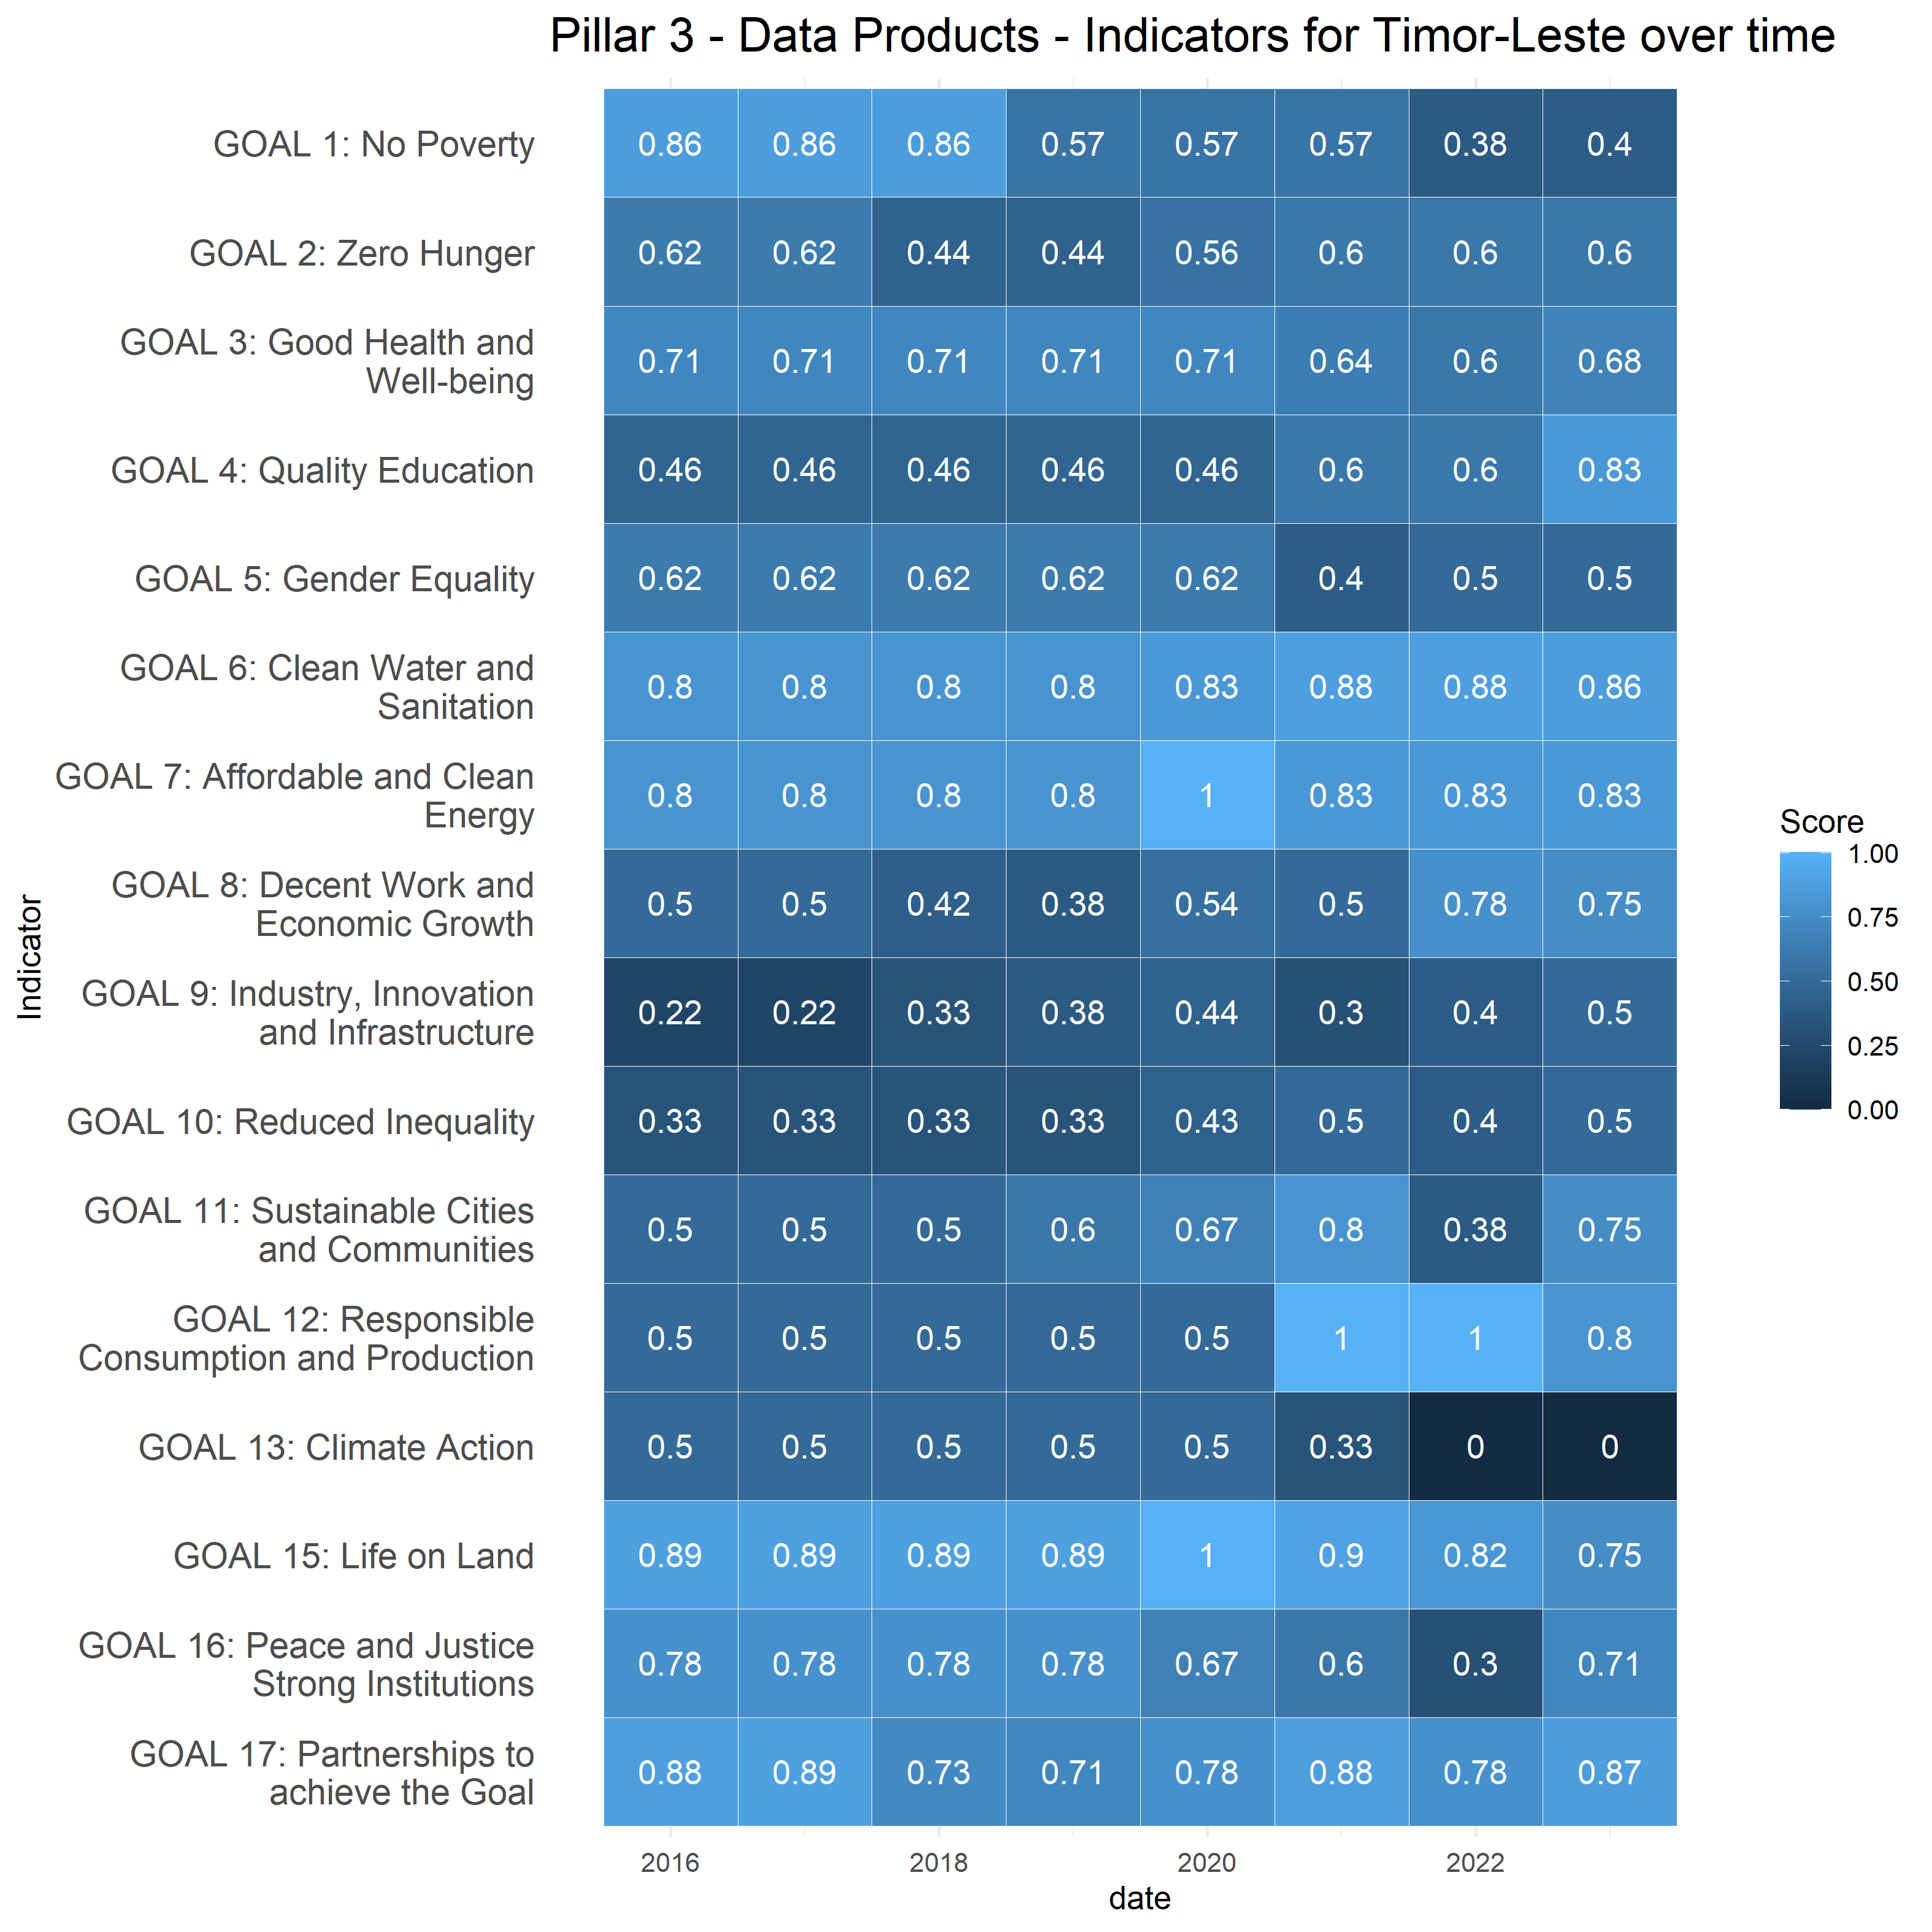 Pillar 3 - Data Products - Indicators for Timor-Leste over time
GOAL 1: No Poverty 0.86 0.86 0.86 0.57 0.57 0.57 0.38 0.4
GOAL 2: Zero Hunger 0.62 0.62 0.44 0.44 0.56 0.6 0.6 0.6
GOAL 3: Good Health and
Well-being
0.71 0.71 0.71 0.71 0.71 0.64 0.6 0.68
GOAL 4: Quality Education 0.46 0.46 0.46 0.46 0.46 0.6 0.6 0.83
GOAL 5: Gender Equality 0.62 0.62 0.62 0.62 0.62 0.4 0.5 0.5
GOAL 6: Clean Water and
Sanitation
0.8 0.8 0.8 0.8 0.83 0.88 0.88 0.86
GOAL 7: Affordable and Clean
Energy
0.8 0.8 0.8 0.8 1 0.83 0.83 0.83
GOAL 8: Decent Work and
Economic Growth
0.5 0.5 0.42 0.38 0.54 0.5 0.78 0.75
GOAL 9: Industry, Innovation
and Infrastructure
0.22 0.22 0.33 0.38 0.44 0.3 0.4 0.5
GOAL 10: Reduced Inequality 0.33 0.33 0.33 0.33 0.43 0.5 0.4 0.5
GOAL 11: Sustainable Cities
and Communities
0.5 0.5 0.5 0.6 0.67 0.8 0.38 0.75
GOAL 12: Responsible
Consumption and Production
0.5 0.5 0.5 0.5 0.5 1 1 0.8
GOAL 13: Climate Action 0.5 0.5 0.5 0.5 0.5 0.33 0 0
GOAL 15: Life on Land 0.89 0.89 0.89 0.89 1 0.9 0.82 0.75
GOAL 16: Peace and Justice
Strong Institutions
0.78 0.78 0.78 0.78 0.67 0.6 0.3 0.71
GOAL 17: Partnerships to
achieve the Goal
0.88 0.89 0.73 0.71 0.78 0.88 0.78 0.87
2016 2018 2020 2022
date
Indicator
Score
1.00
0.75
0.50
0.25
0.00